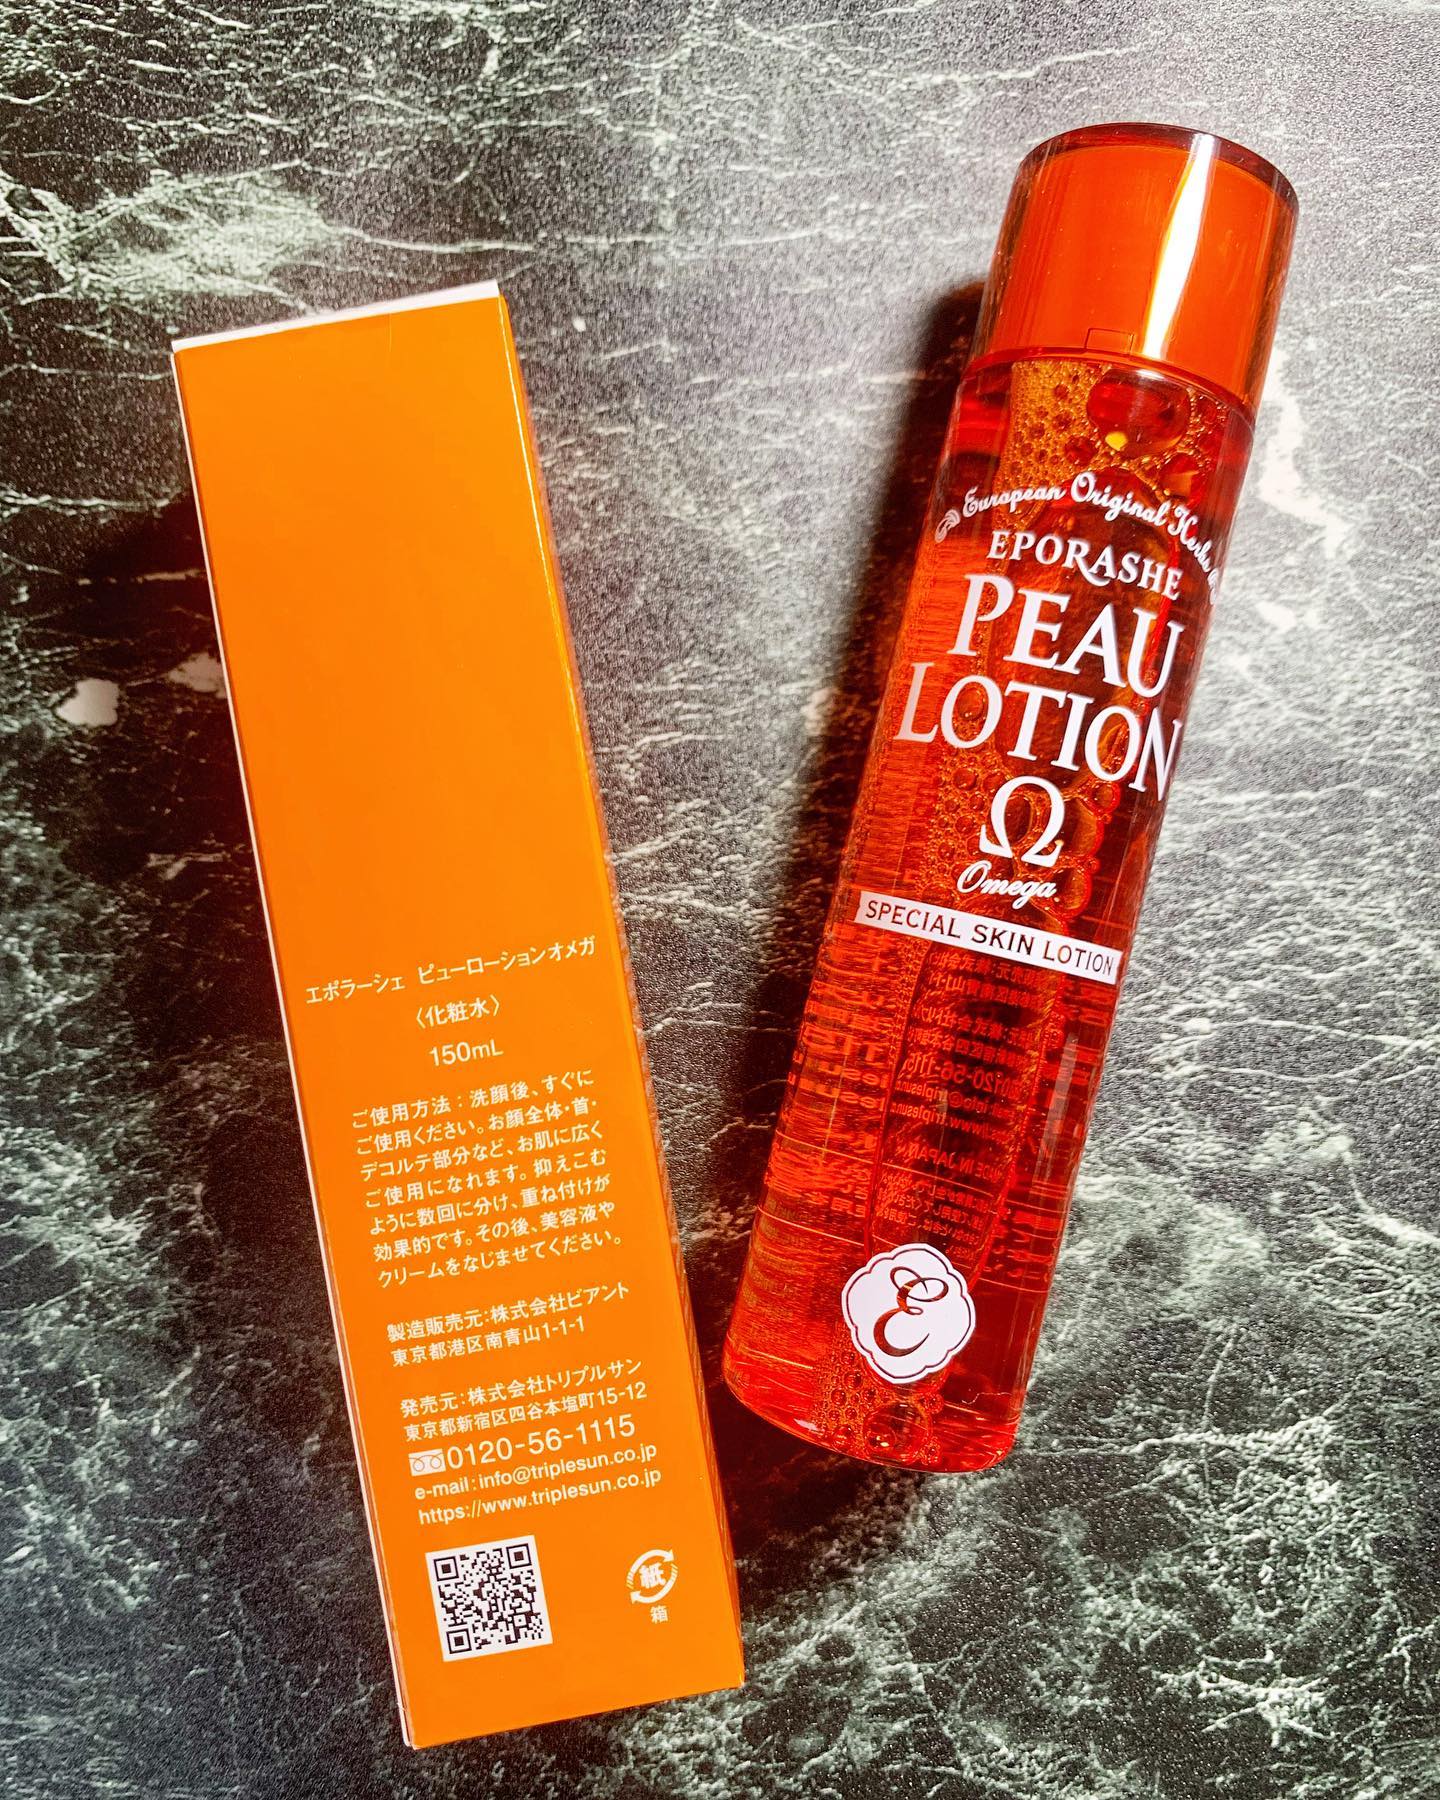 エポラーシェ ピューローションオメガ
〈化粧水〉
150mL
ご使用方法：洗顔後、すぐに
ご使用ください。お顔全体・首・
デコルテ部分など、お肌に広く
ご使用になれます。抑えこむ
ように数回に分け、重ね付けが
効果的です。その後、美容液や
クリームをなじませてください。
製造販売元：株式会社ビアント
東京都港区南青山1-1-1
発売元：株式会社トリプルサン
東京都新宿区四谷本塩町15-12
0120-56-1115
e-mail：info@triplesun.co.jp
https://www.triplesun.co.jp
紙
箱
European Original Herbs
EPORASHE
PEAU
LOTION
Ω
Omega
SPECIAL SKIN LOTION
E